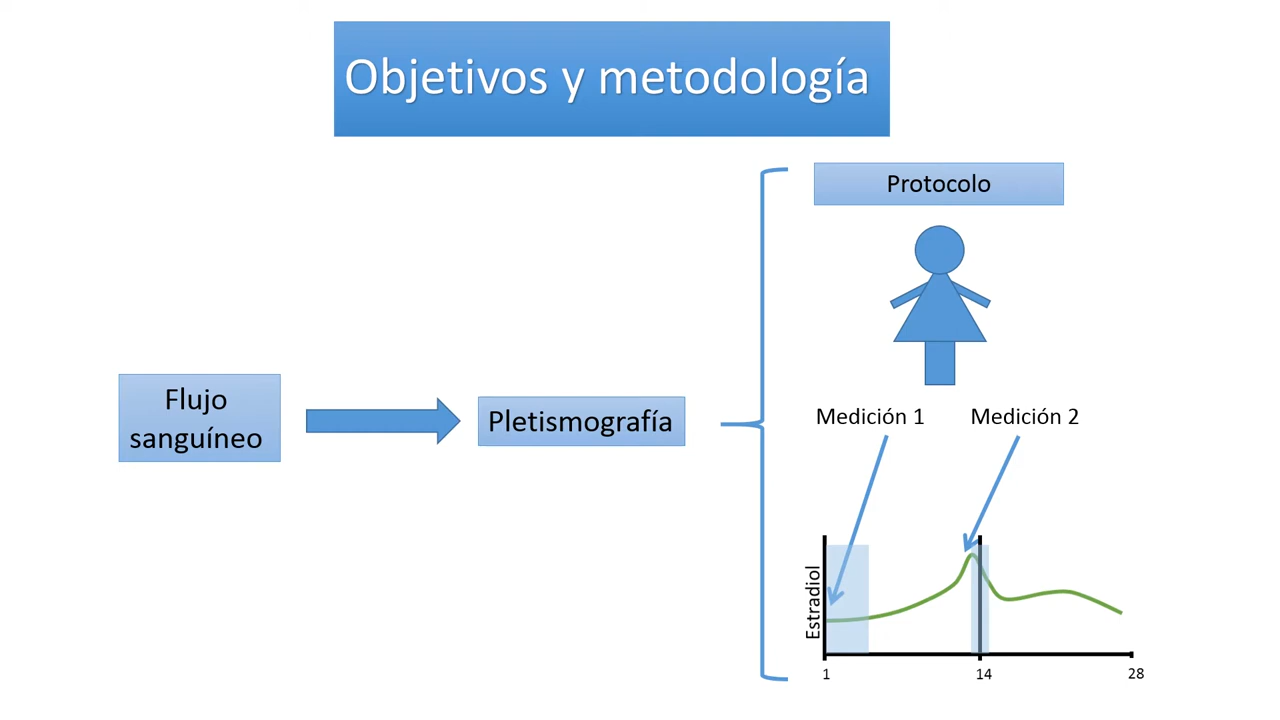 Objetivos y metodología
Protocolo
Flujo
sanguíneo
Pletismografía
Medición 1
Medición 2
Estradiol
1
14
28